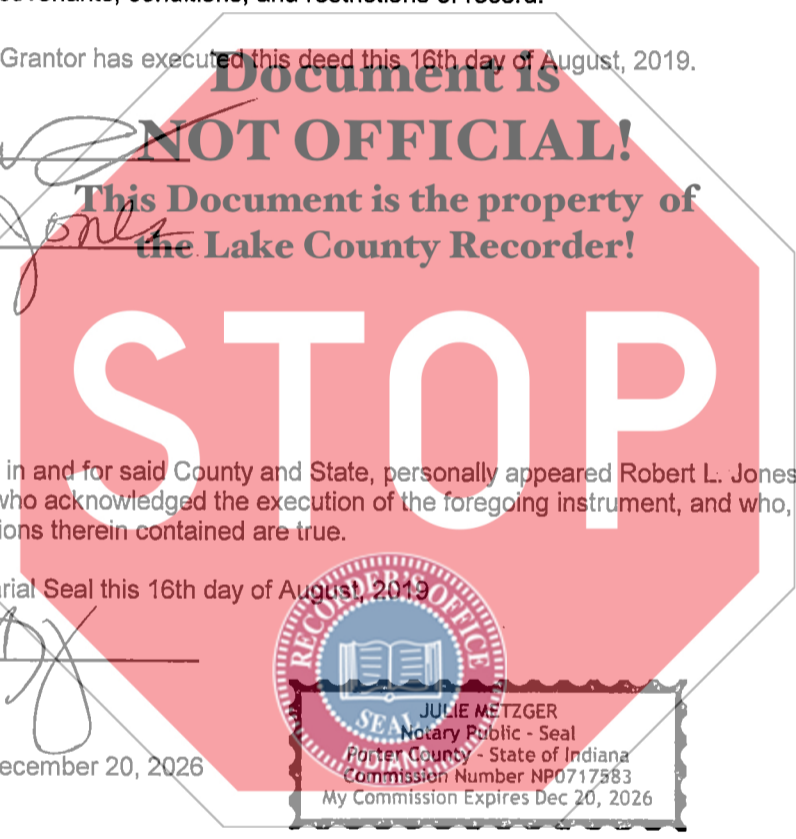 covenants, conditions, and restrictions of record.
Grantor has executed this deed this 16th day of August, 2019.
Document is
NOT OFFICIAL!
This Document is the property of
the Lake County Recorder!
Jones
STOP
in and for said County and State, personally appeared Robert L. Jones
who acknowledged the execution of the foregoing instrument, and who,
ions therein contained are true.
rial Seal this 16th day of August, 2019
RECORDER'S OFFICE
SEAL
INDIANA
JULIE METZGER
Notary Public - Seal
Porter County - State of Indiana
Commission Number NP0717583
My Commission Expires Dec 20, 2026
ecember 20, 2026